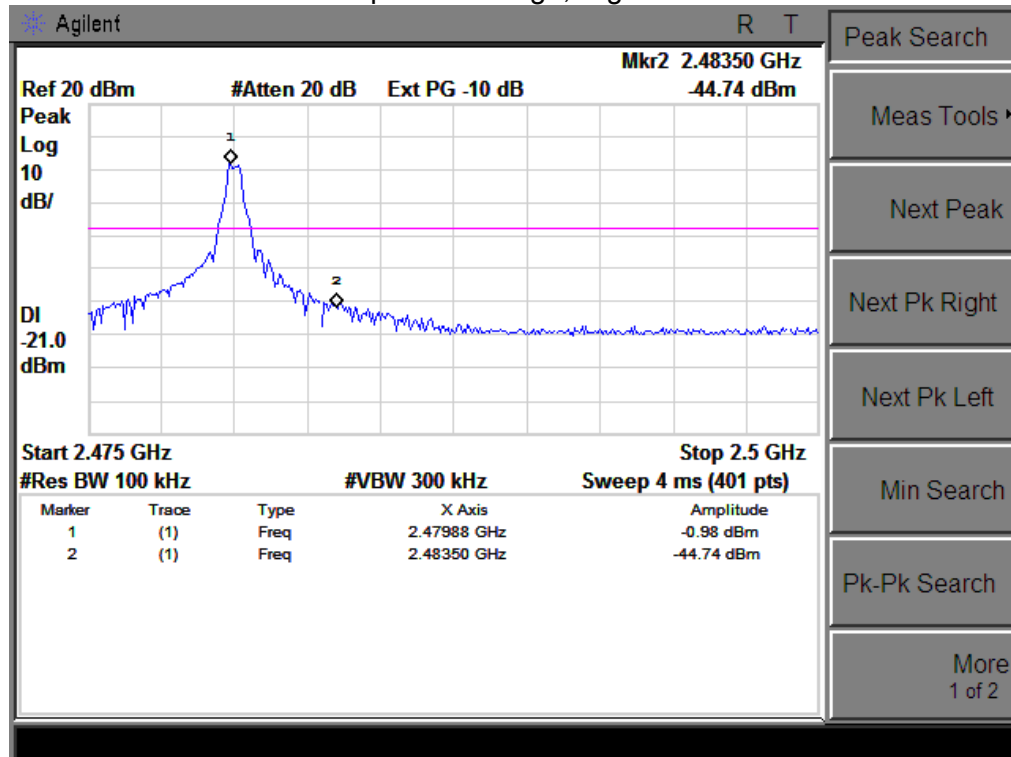 Agilent R T
Mkr2 2.48350 GHz
Ref 20 dBm #Atten 20 dB Ext PG -10 dB -44.74 dBm
Peak
Log
10
dB/
1
2
DI
-21.0
dBm
Start 2.475 GHz Stop 2.5 GHz
#Res BW 100 kHz #VBW 300 kHz Sweep 4 ms (401 pts)
Marker Trace Type X Axis Amplitude
1 (1) Freq 2.47988 GHz -0.98 dBm
2 (1) Freq 2.48350 GHz -44.74 dBm
Peak Search
Meas Tools
Next Peak
Next Pk Right
Next Pk Left
Min Search
Pk-Pk Search
More
1 of 2